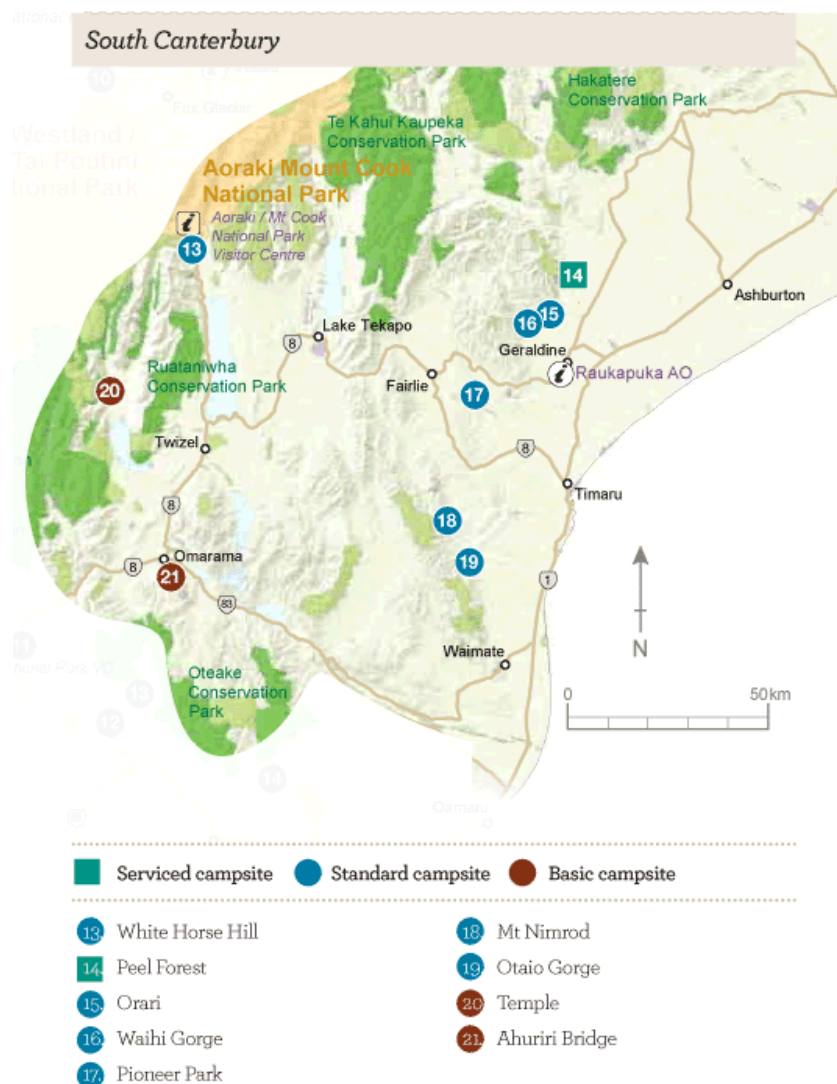 South Canterbury
Hakatere
Conservation Park
Fox Glacier
Te Kahui Kaupeka
Conservation Park
Westland /
Tai Poutini
Aoraki Mount Cook
National Park
Aoraki / Mt Cook
National Park
Visitor Centre
13
14
Ashburton
15
16
Lake Tekapo
8
Geraldine
Raukapuka AO
Ruataniwha
Conservation Park
Fairlie
20
17
Twizel
8
Timaru
8
18
Omarama
8
19
21
1
83
N
Waimate
Oteake
Conservation
Park
0
50km
13
12
14
Oamaru
Serviced campsite
Standard campsite
Basic campsite
13. White Horse Hill
14. Peel Forest
15. Orari
16. Waihi Gorge
17. Pioneer Park
18. Mt Nimrod
19. Otaio Gorge
20. Temple
21. Ahuriri Bridge